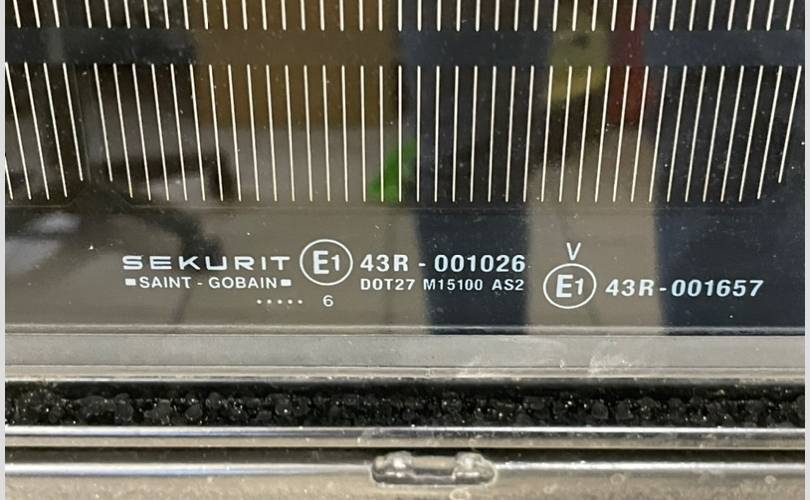 SEKURIT E1 43R - 001026
SAINT - GOBAIN DOT27 M15100 AS2
..... 6
V
E1 43R-001657